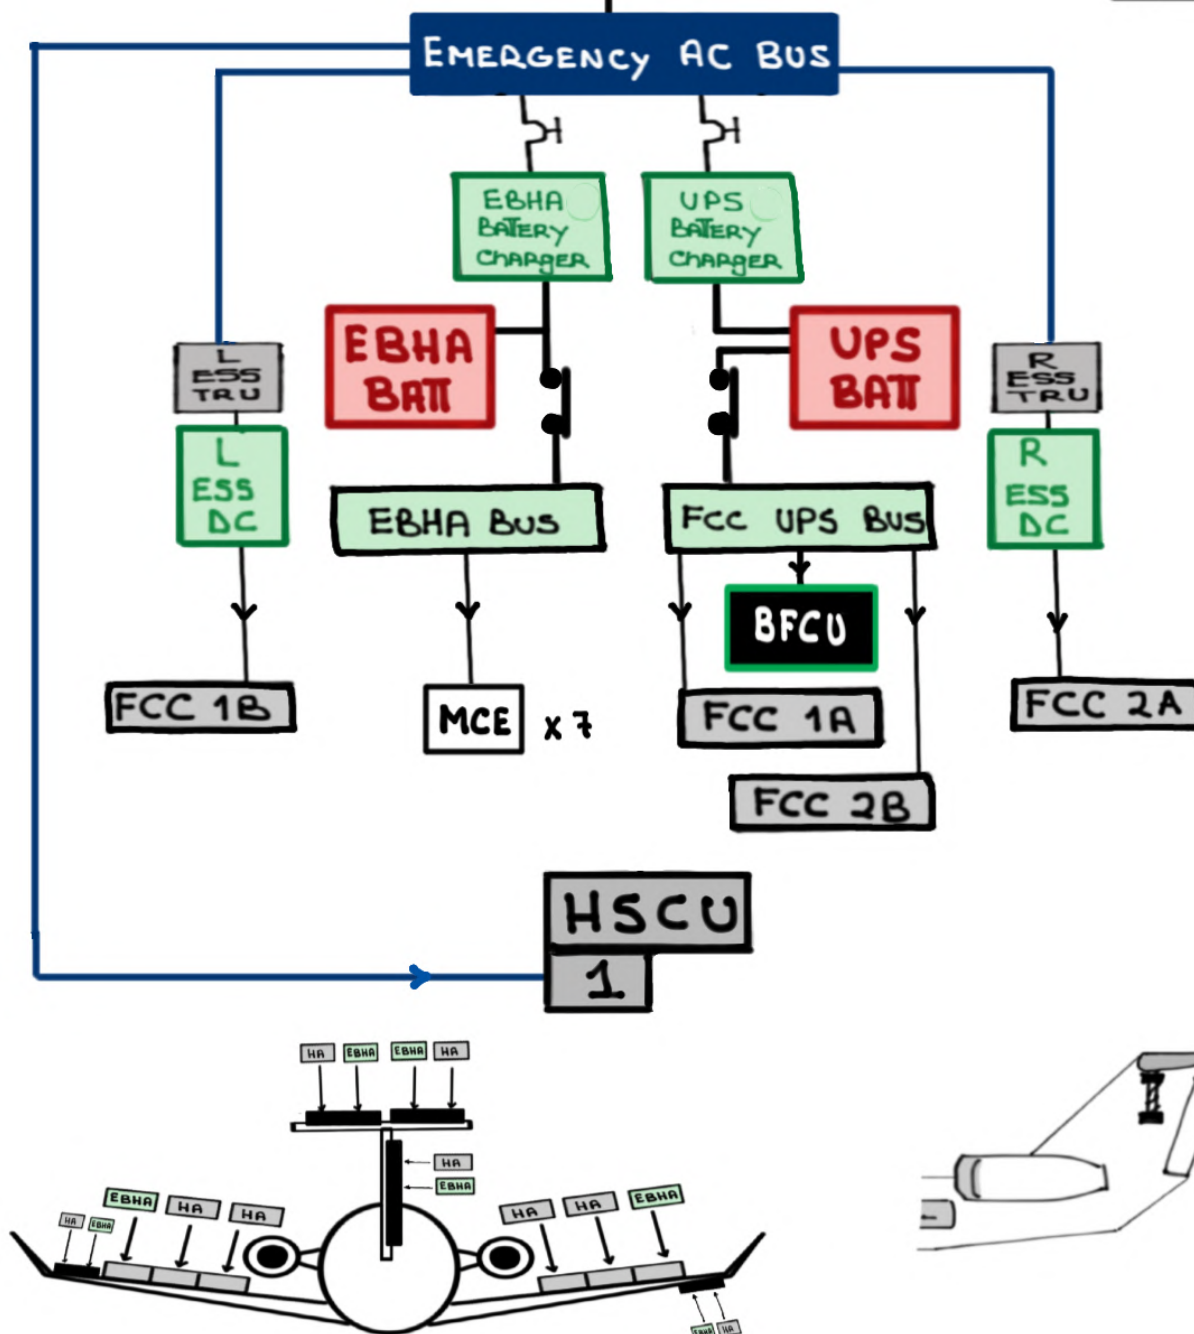 EMERGENCY AC BUS
EBHA
BATTERY
CHARGER
UPS
BATTERY
CHARGER
EBHA
BATT
UPS
BATT
L
ESS
TRU
R
ESS
TRU
L
ESS
DC
R
ESS
DC
EBHA BUS
FCC UPS BUS
BFCU
FCC 1B
MCE x 7
FCC 1A
FCC 2A
FCC 2B
HSCU
1
HA EBHA EBHA HA
HA
EBHA
HA EBHA EBHA HA HA
HA HA EBHA
EBHA HA